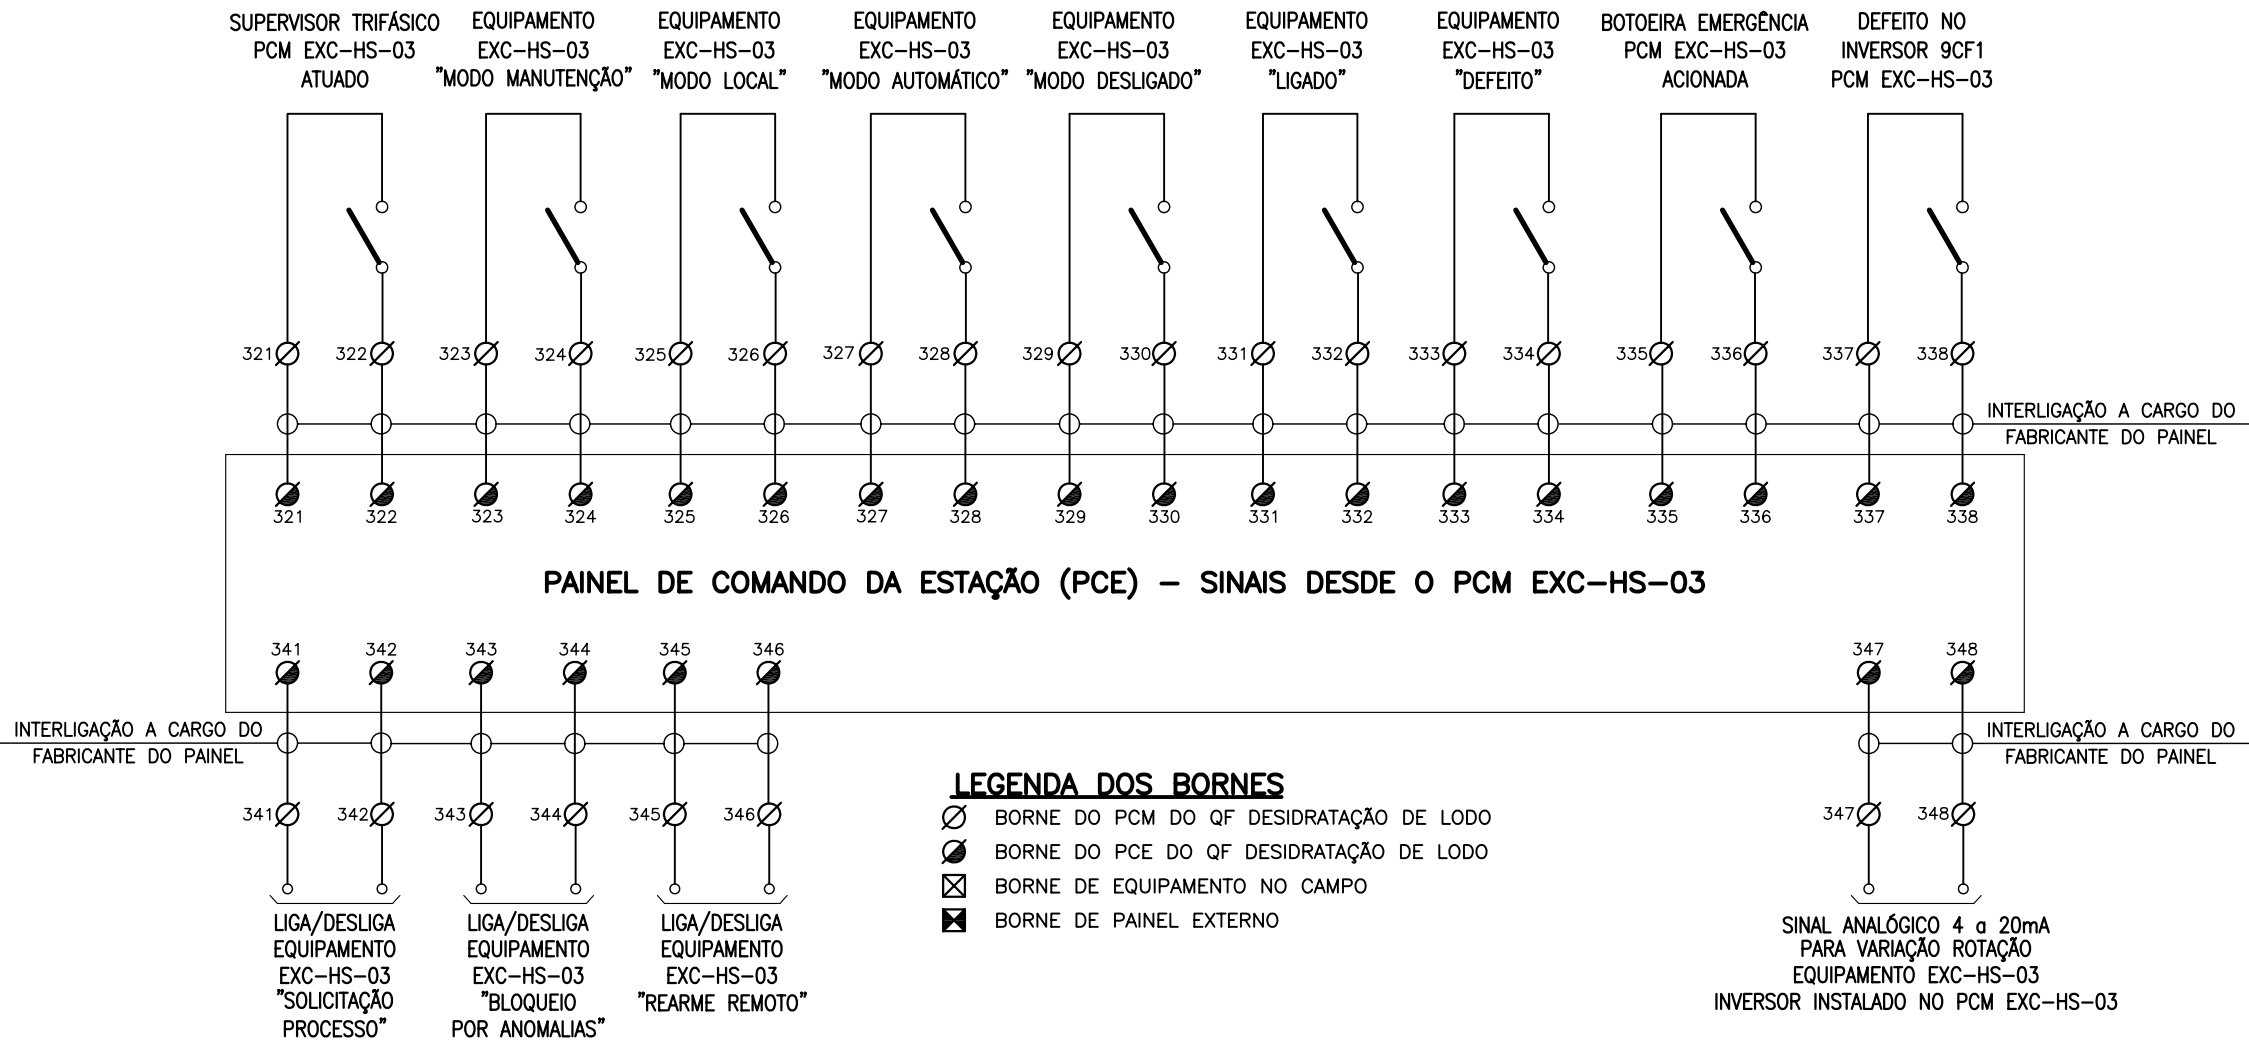 SUPERVISOR TRIFÁSICO
PCM EXC-HS-03
ATUADO
EQUIPAMENTO
EXC-HS-03
"MODO MANUTENÇÃO"
EQUIPAMENTO
EXC-HS-03
"MODO LOCAL"
EQUIPAMENTO
EXC-HS-03
"MODO AUTOMÁTICO"
EQUIPAMENTO
EXC-HS-03
"MODO DESLIGADO"
EQUIPAMENTO
EXC-HS-03
"LIGADO"
EQUIPAMENTO
EXC-HS-03
"DEFEITO"
BOTOEIRA EMERGÊNCIA
PCM EXC-HS-03
ACIONADA
DEFEITO NO
INVERSOR 9CF1
PCM EXC-HS-03
321 322 323 324 325 326 327 328 329 330 331 332 333 334 335 336 337 338
INTERLIGAÇÃO A CARGO DO
FABRICANTE DO PAINEL
321 322 323 324 325 326 327 328 329 330 331 332 333 334 335 336 337 338
PAINEL DE COMANDO DA ESTAÇÃO (PCE) - SINAIS DESDE O PCM EXC-HS-03
341 342 343 344 345 346 347 348
INTERLIGAÇÃO A CARGO DO
FABRICANTE DO PAINEL
INTERLIGAÇÃO A CARGO DO
FABRICANTE DO PAINEL
341 342 343 344 345 346 347 348
LEGENDA DOS BORNES
BORNE DO PCM DO QF DESIDRATAÇÃO DE LODO
BORNE DO PCE DO QF DESIDRATAÇÃO DE LODO
BORNE DE EQUIPAMENTO NO CAMPO
BORNE DE PAINEL EXTERNO
LIGA/DESLIGA
EQUIPAMENTO
EXC-HS-03
"SOLICITAÇÃO
PROCESSO"
LIGA/DESLIGA
EQUIPAMENTO
EXC-HS-03
"BLOQUEIO
POR ANOMALIAS"
LIGA/DESLIGA
EQUIPAMENTO
EXC-HS-03
"REARME REMOTO"
SINAL ANALÓGICO 4 a 20mA
PARA VARIAÇÃO ROTAÇÃO
EQUIPAMENTO EXC-HS-03
INVERSOR INSTALADO NO PCM EXC-HS-03